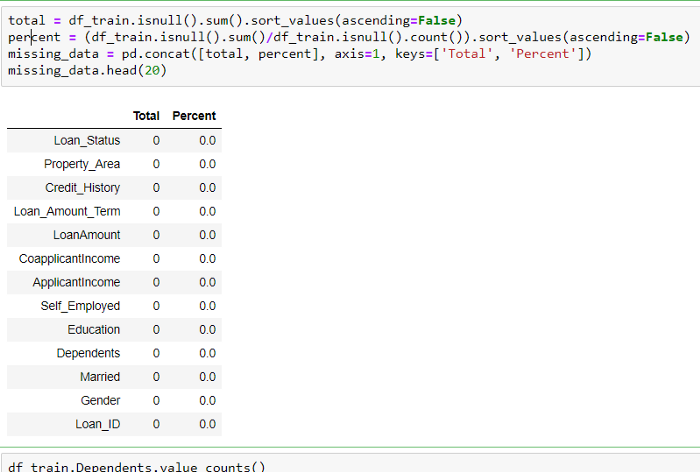 total = df_train.isnull().sum().sort_values(ascending=False)
percent = (df_train.isnull().sum()/df_train.isnull().count()).sort_values(ascending=False)
missing_data = pd.concat([total, percent], axis=1, keys=['Total', 'Percent'])
missing_data.head(20)
Total Percent
Loan_Status 0 0.0
Property_Area 0 0.0
Credit_History 0 0.0
Loan_Amount_Term 0 0.0
LoanAmount 0 0.0
CoapplicantIncome 0 0.0
ApplicantIncome 0 0.0
Self_Employed 0 0.0
Education 0 0.0
Dependents 0 0.0
Married 0 0.0
Gender 0 0.0
Loan_ID 0 0.0
df_train.Dependents.value_counts()